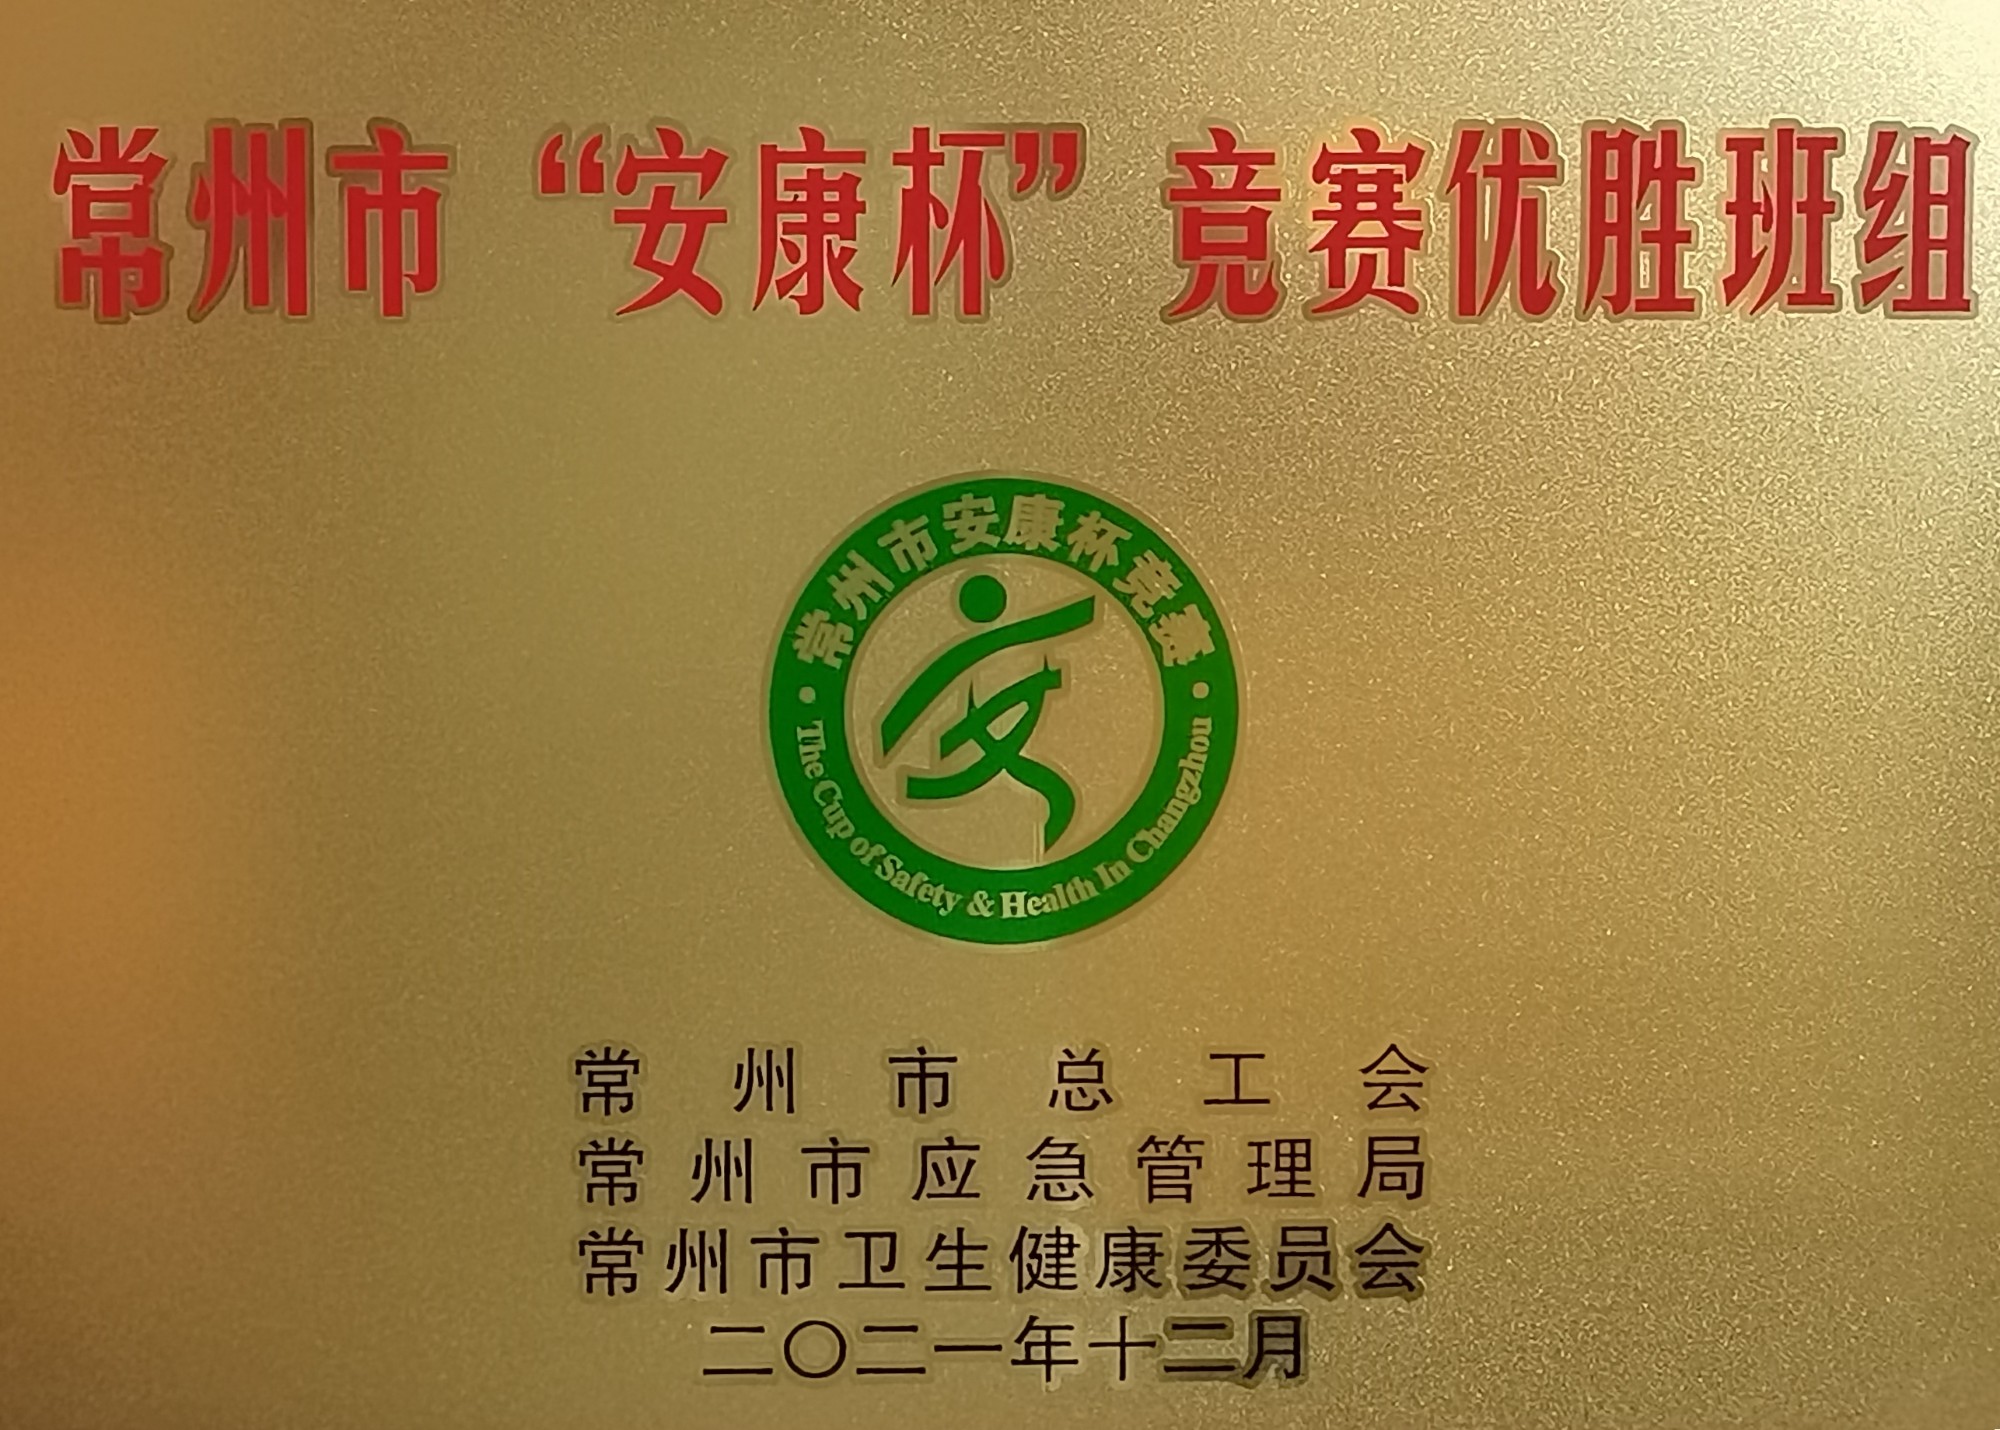 常州市“安康杯”竞赛优胜班组
常州市安康杯竞赛
The Cup of Safety & Health In Changzhou
常州市总工会
常州市应急管理局
常州市卫生健康委员会
二〇二一年十二月